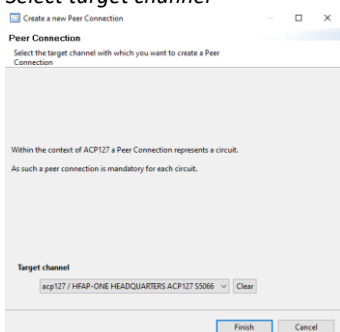 Select target channel
Create a new Peer Connection
Peer Connection
Select the target channel with which you want to create a Peer
Connection
Within the context of ACP127 a Peer Connection represents a circuit.
As such a peer connection is mandatory for each circuit.
Target channel
acp127 / HFAP-ONE HEADQUARTERS ACP127 S5066
Clear
Finish
Cancel